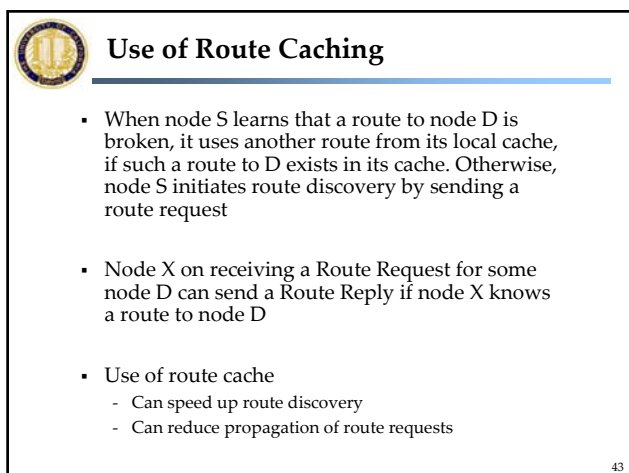 Use of Route Caching
▪ When node S learns that a route to node D is
broken, it uses another route from its local cache,
if such a route to D exists in its cache. Otherwise,
node S initiates route discovery by sending a
route request
▪ Node X on receiving a Route Request for some
node D can send a Route Reply if node X knows
a route to node D
▪ Use of route cache
- Can speed up route discovery
- Can reduce propagation of route requests
43